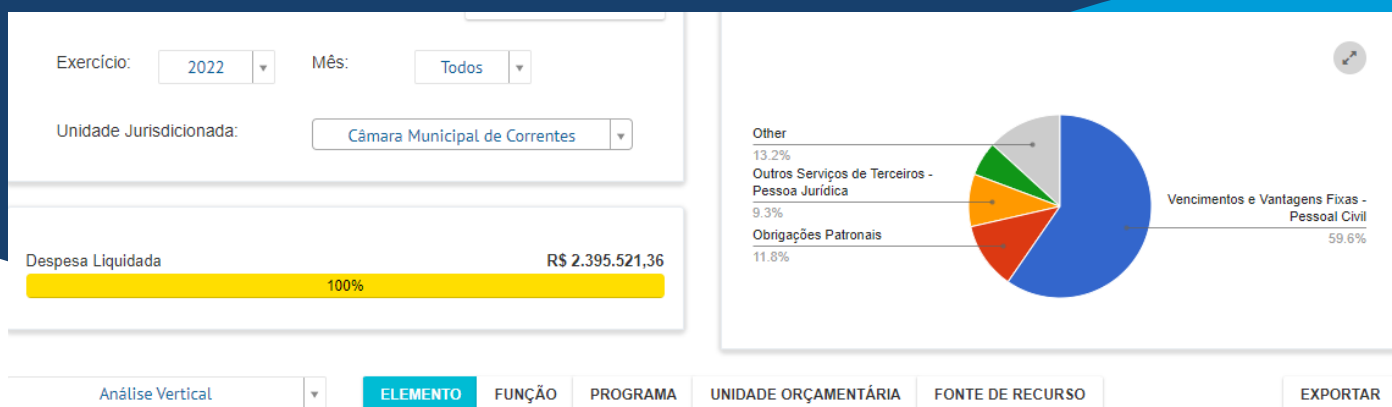 Exercício: 2022 Mês: Todos
Unidade Jurisdicionada: Câmara Municipal de Correntes
Despesa Liquidada R$ 2.395.521,36
100%
Other
13.2%
Outros Serviços de Terceiros -
Pessoa Jurídica
9.3%
Obrigações Patronais
11.8%
Vencimentos e Vantagens Fixas -
Pessoal Civil
59.6%
Análise Vertical ELEMENTO FUNÇÃO PROGRAMA UNIDADE ORÇAMENTÁRIA FONTE DE RECURSO EXPORTAR